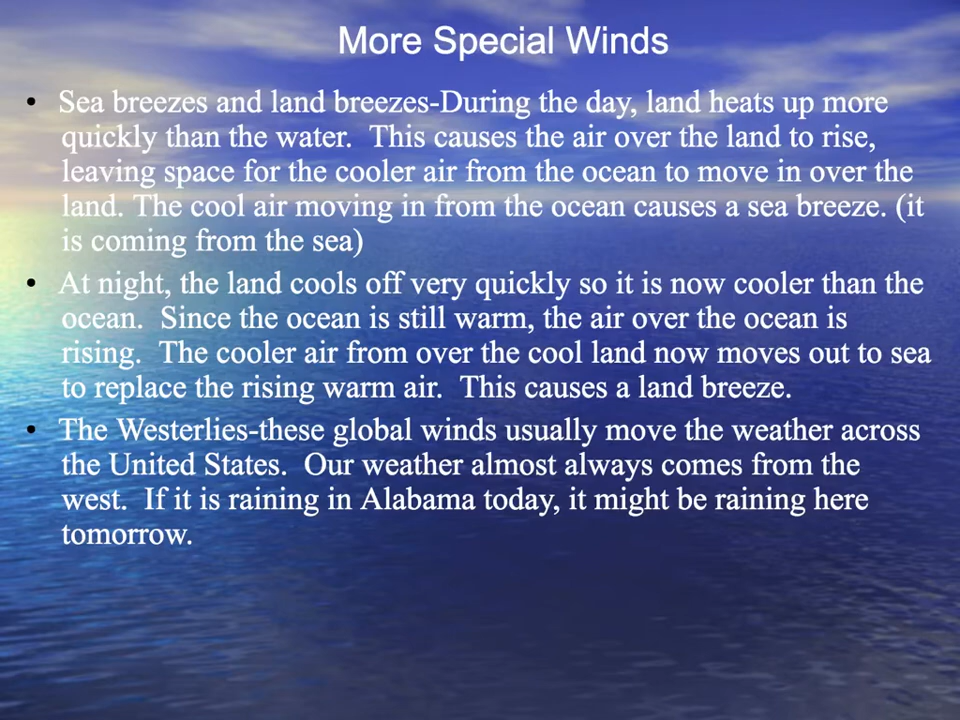 More Special Winds
• Sea breezes and land breezes-During the day, land heats up more
quickly than the water.  This causes the air over the land to rise,
leaving space for the cooler air from the ocean to move in over the
land. The cool air moving in from the ocean causes a sea breeze. (it
is coming from the sea)
• At night, the land cools off very quickly so it is now cooler than the
ocean.  Since the ocean is still warm, the air over the ocean is
rising.  The cooler air from over the cool land now moves out to sea
to replace the rising warm air.  This causes a land breeze.
• The Westerlies-these global winds usually move the weather across
the United States.  Our weather almost always comes from the
west.  If it is raining in Alabama today, it might be raining here
tomorrow.